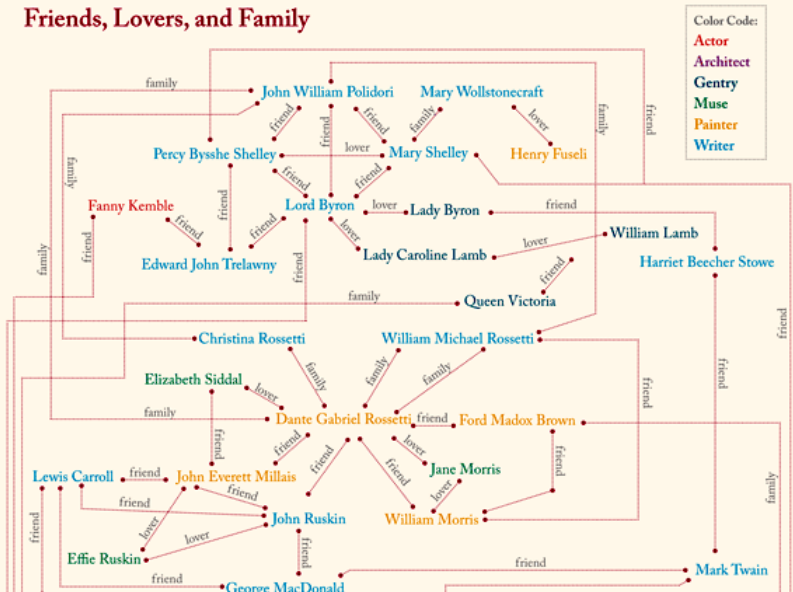 Friends, Lovers, and Family
Color Code:
Actor
Architect
Gentry
Muse
Painter
Writer
family
John William Polidori
Mary Wollstonecraft
friend
friend
friend
family
lover
family
friend
Percy Bysshe Shelley
lover
Mary Shelley
Henry Fuseli
family
friend
friend
Fanny Kemble
friend
Lord Byron
lover
Lady Byron
friend
friend
friend
friend
lover
William Lamb
family
Edward John Trelawny
friend
Lady Caroline Lamb
lover
Harriet Beecher Stowe
friend
family
Queen Victoria
friend
Christina Rossetti
William Michael Rossetti
friend
Elizabeth Siddal
lover
family
family
family
friend
friend
family
Dante Gabriel Rossetti
friend
Ford Madox Brown
friend
friend
friend
friend
lover
friend
family
Lewis Carroll
friend
John Everett Millais
Jane Morris
friend
friend
lover
friend
John Ruskin
William Morris
lover
lover
Effie Ruskin
friend
friend
Mark Twain
friend
George MacDonald